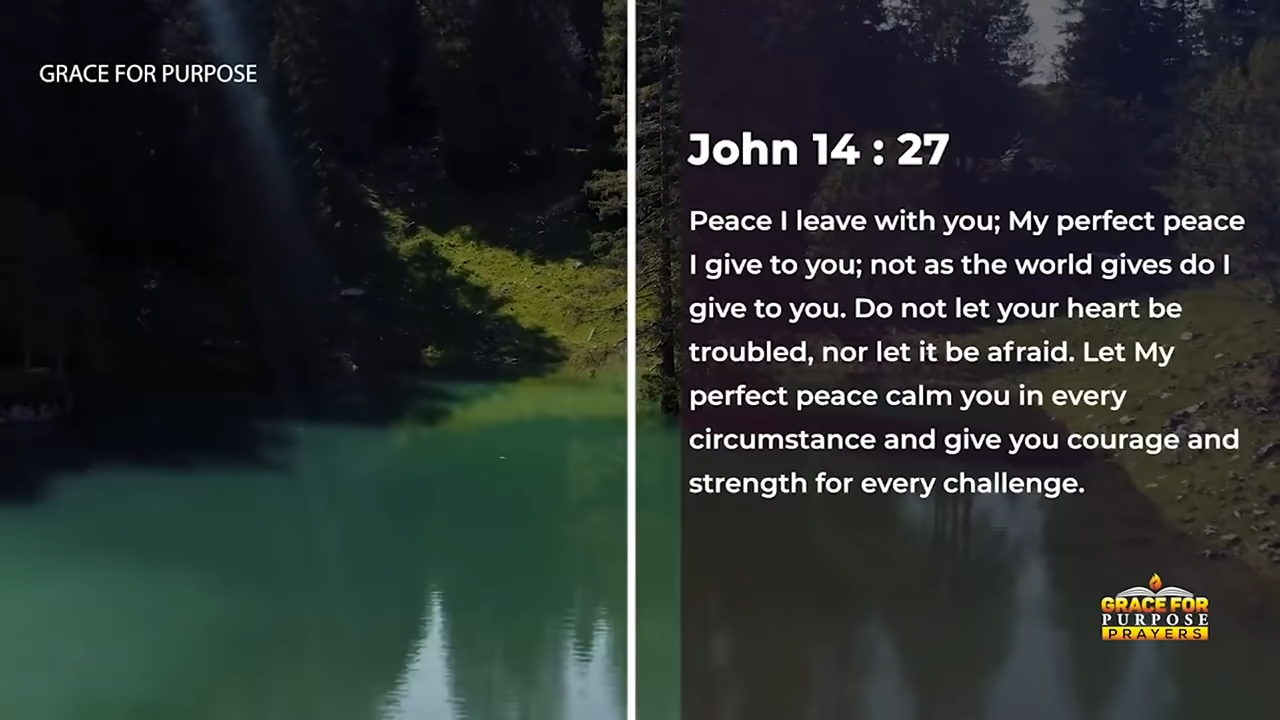 GRACE FOR PURPOSE
John 14 : 27
Peace I leave with you; My perfect peace
I give to you; not as the world gives do I
give to you. Do not let your heart be
troubled, nor let it be afraid. Let My
perfect peace calm you in every
circumstance and give you courage and
strength for every challenge.
GRACE FOR
PURPOSE
PRAYERS